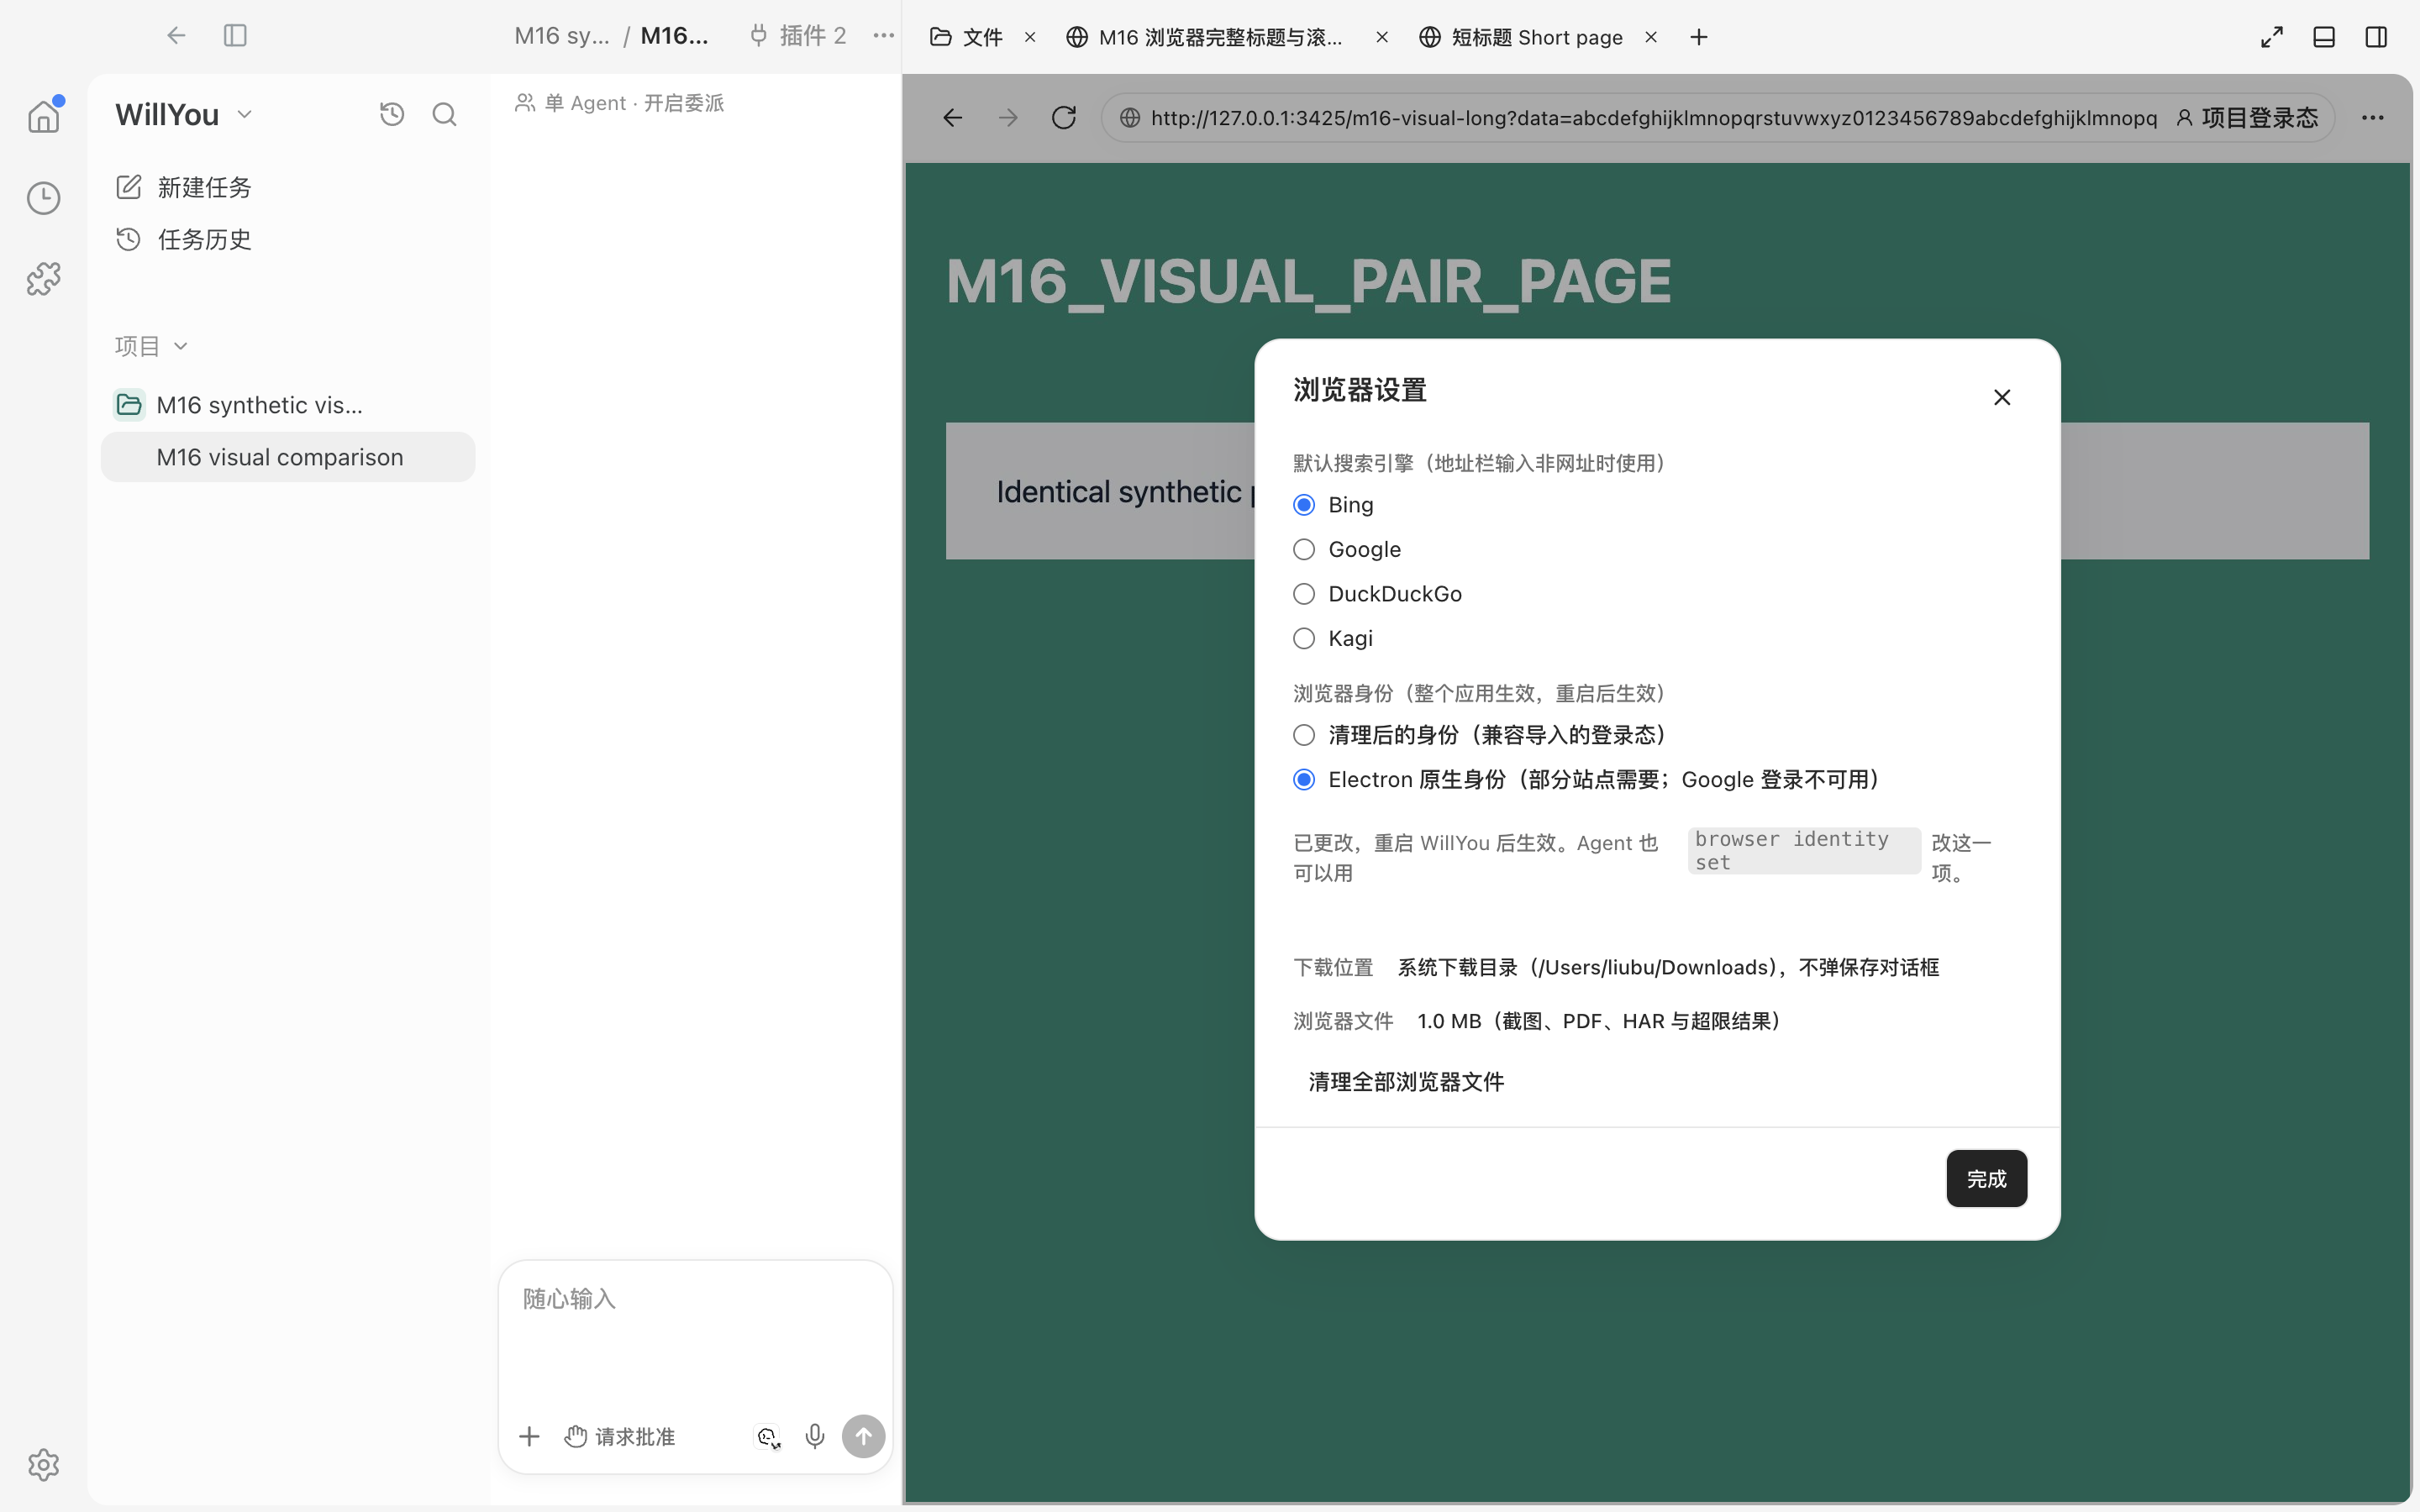 M16 sy... / M16... 插件 2
文件
M16 浏览器完整标题与滚...
短标题 Short page
WillYou
新建任务
任务历史
项目
M16 synthetic vis...
M16 visual comparison
单 Agent · 开启委派
随心输入
请求批准
http://127.0.0.1:3425/m16-visual-long?data=abcdefghijklmnopqrstuvwxyz0123456789abcdefghijklmnopq 项目登录态
M16_VISUAL_PAIR_PAGE
Identical synthetic
浏览器设置
默认搜索引擎（地址栏输入非网址时使用）
Bing
Google
DuckDuckGo
Kagi
浏览器身份（整个应用生效，重启后生效）
清理后的身份（兼容导入的登录态）
Electron 原生身份（部分站点需要；Google 登录不可用）
已更改，重启 WillYou 后生效。Agent 也
可以用
browser identity
set
改这一
项。
下载位置 系统下载目录（/Users/liubu/Downloads），不弹保存对话框
浏览器文件 1.0 MB（截图、PDF、HAR 与超限结果）
清理全部浏览器文件
完成